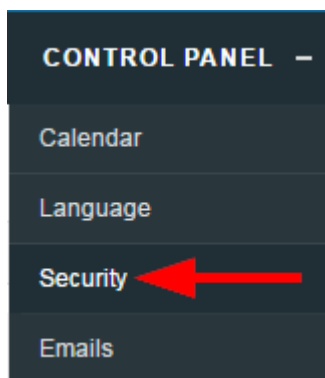 CONTROL PANEL –
Calendar
Language
Security
Emails